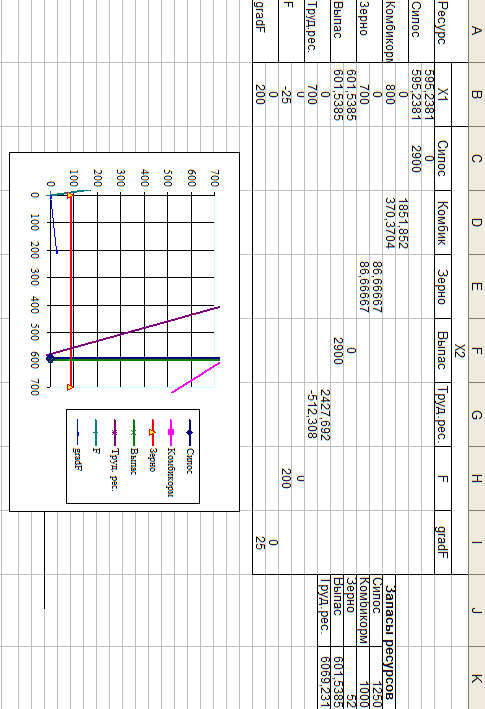 A B C D E F G H I J K
X2
Ресурс X1 Силос Комбик Зерно Выпас Труд.рес. F gradF
595,2381 0
Силос 595,2381 2900
0 1851,852
Комбикорм 800 370,3704 Запасы ресурсов
0 86,66667 Силос 1250
Зерно 700 86,66667 Комбикорм 1000
601,5385 0 Зерно 52
Выпас 601,5385 2900 Выпас 601,5385
0 2427,692 Труд.рес. 6069,231
Труд.рес. 700 -512,308
0 0
F -25 200
0 0
gradF 200 25
700
600
500
400
300
200
100
0
0 100 200 300 400 500 600 700
Силос
Комбикорм
Зерно
Выпас
Труд. рес.
F
gradF